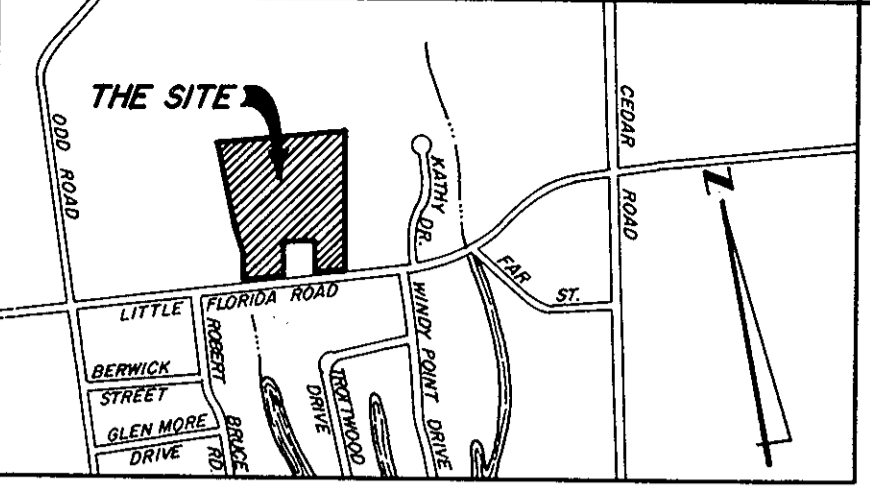 THE SITE
ODD ROAD
CEDAR ROAD
KATHY DR.
N
FAR ST.
LITTLE FLORIDA ROAD
ROBERT BRUCE RD.
WINDY POINT DRIVE
TROTWOOD DRIVE
BERWICK
STREET
GLEN MORE
DRIVE